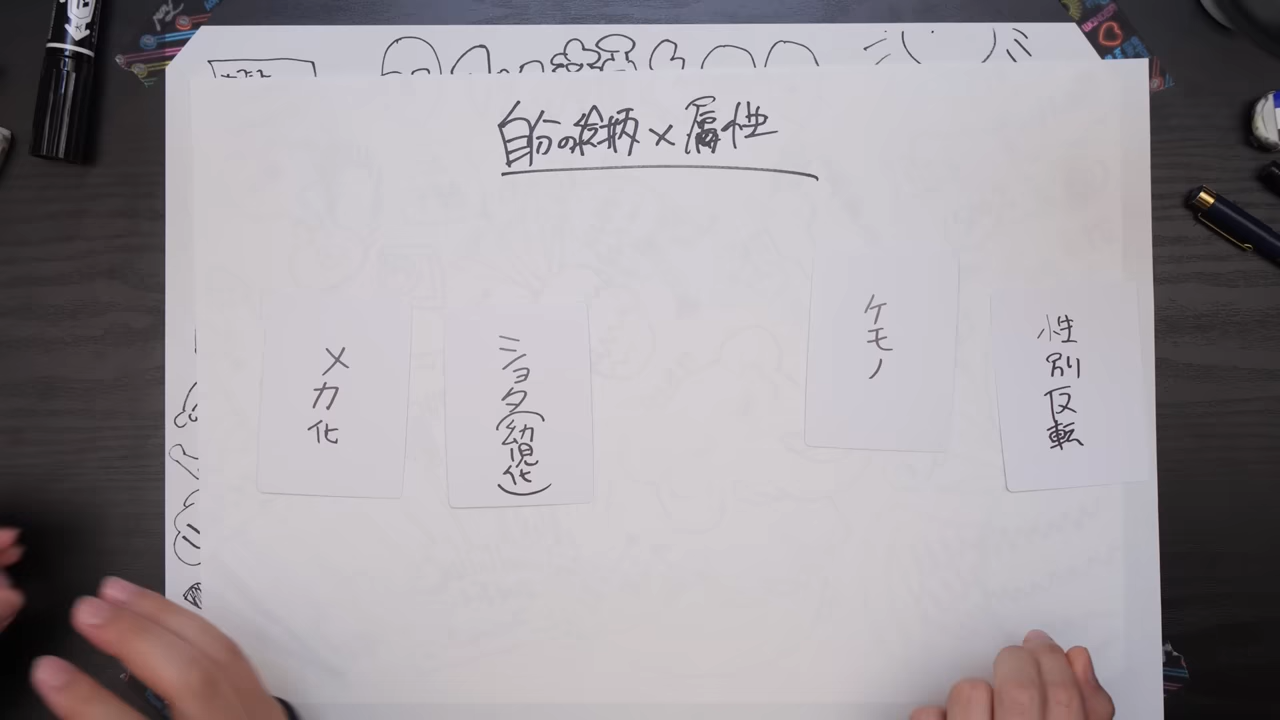 自分の絵柄×属性
メカ化
ショタ(幼児化)
ケモノ
性別反転